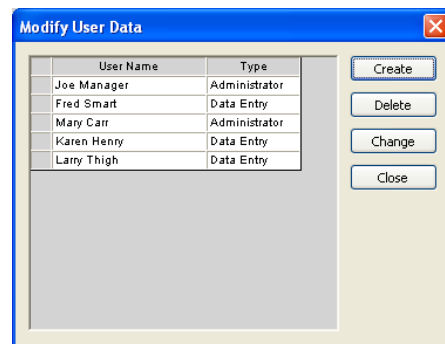 Modify User Data
User Name Type
Joe Manager Administrator
Fred Smart Data Entry
Mary Carr Administrator
Karen Henry Data Entry
Larry Thigh Data Entry
Create
Delete
Change
Close